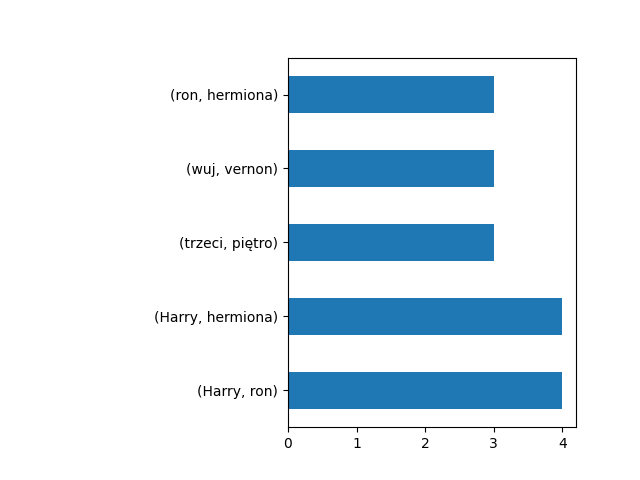 (ron, hermiona)
(wuj, vernon)
(trzeci, piętro)
(Harry, hermiona)
(Harry, ron)
0 1 2 3 4